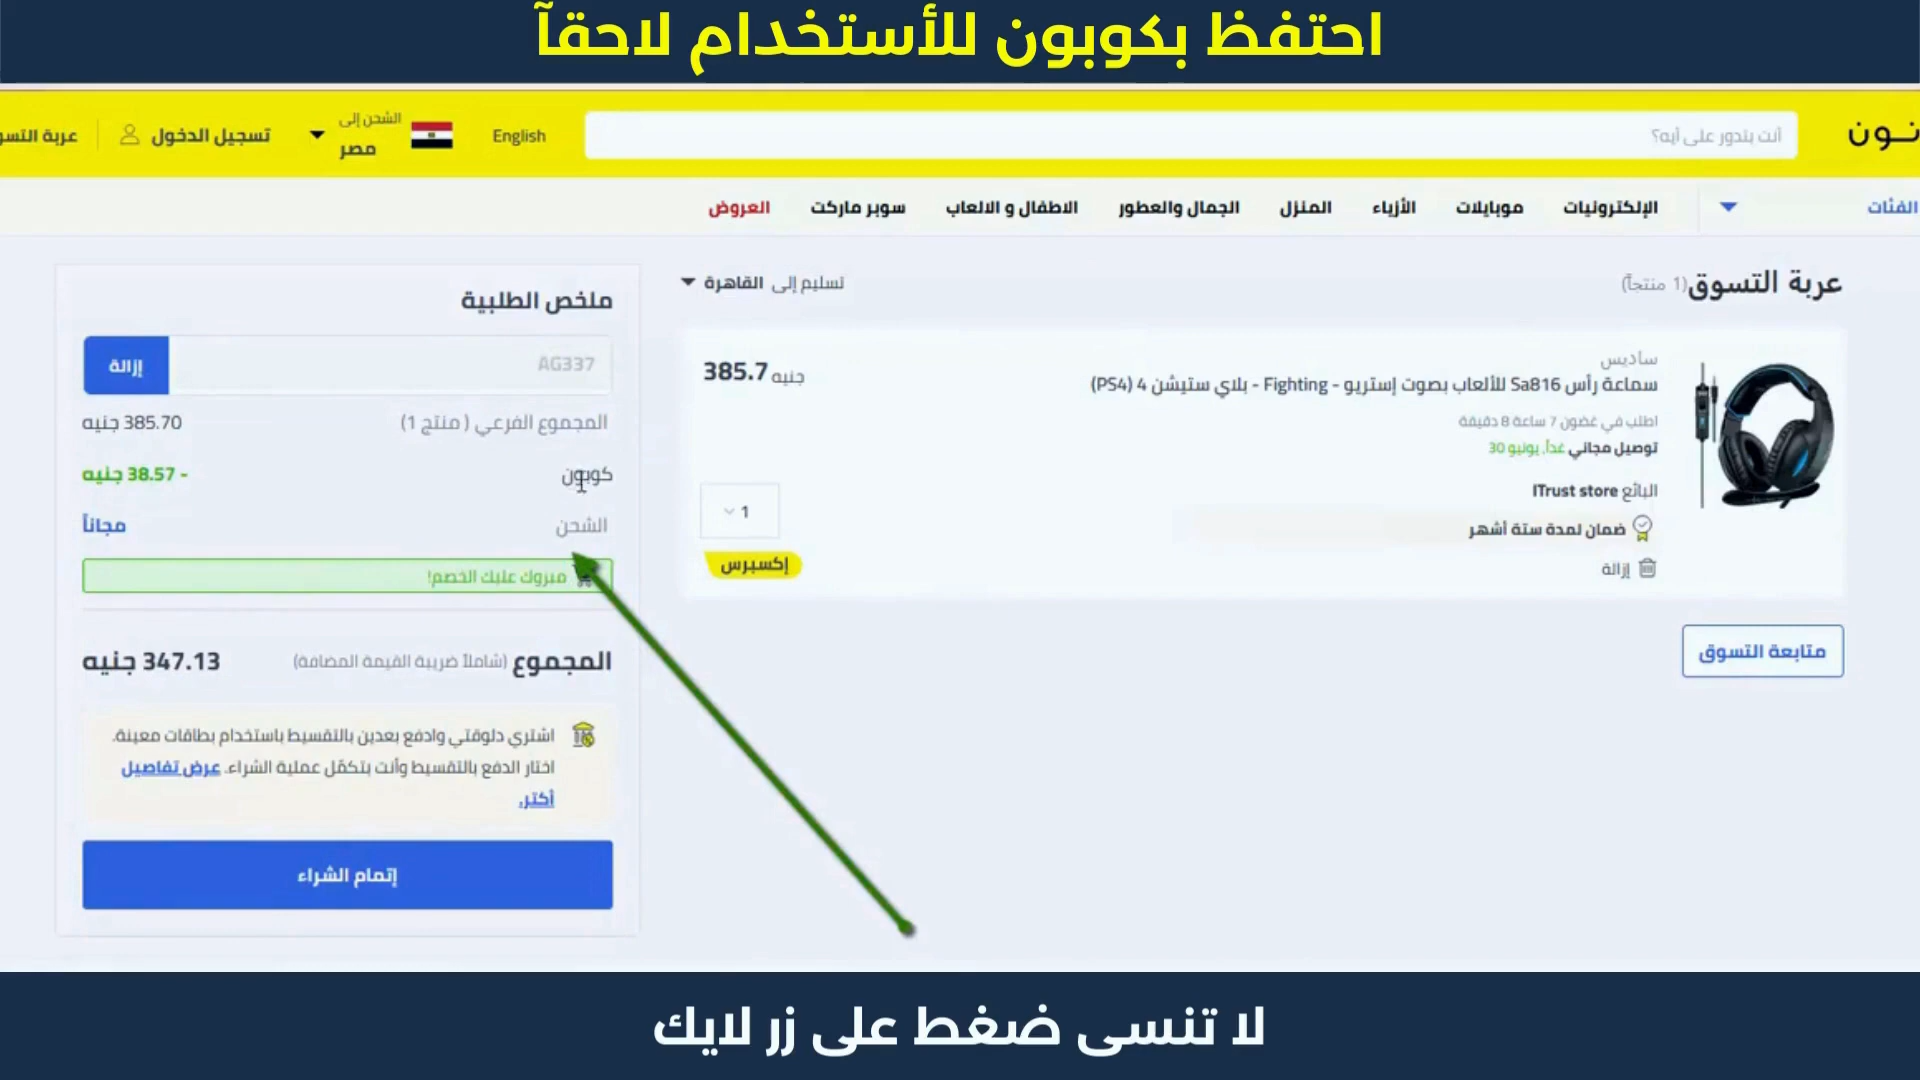 احتفظ بكوبون للأستخدام لاحقآ
نون
أنت بتدور على أيه؟
English
الشحن إلى
مصر
تسجيل الدخول
عربة
الفئات
الإلكترونيات
موبايلات
الأزياء
المنزل
الجمال والعطور
الاطفال و الالعاب
سوبر ماركت
العروض
عربة التسوق (1 منتجاً)
تسليم إلى القاهرة
ساديس
سماعة رأس Sa816 للألعاب بصوت إستريو - Fighting - بلاي ستيشن 4 (PS4)
385.7 جنيه
اطلب في غضون 7 ساعة 8 دقيقة
توصيل مجاني غداً, يونيو 30
البائع ITrust store
ضمان لمدة ستة أشهر
إزالة
1
إكسبرس
متابعة التسوق
ملخص الطلبية
AG337
إزالة
المجموع الفرعي ( منتج 1)
385.70 جنيه
كوبون
- 38.57 جنيه
الشحن
مجاناً
مبروك عليك الخصم!
المجموع (شاملاً ضريبة القيمة المضافة)
347.13 جنيه
اشتري دلوقتي وادفع بعدين بالتقسيط باستخدام بطاقات معينة.
اختار الدفع بالتقسيط وأنت بتكمّل عملية الشراء. عرض تفاصيل
أكتر.
إتمام الشراء
لا تنسى ضغط على زر لايك